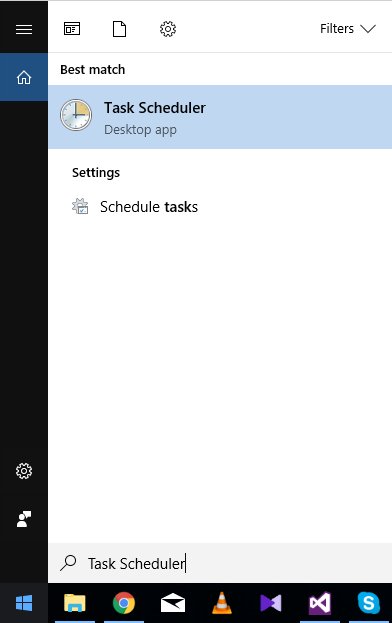 Filters
Best match
Task Scheduler
Desktop app
Settings
Schedule tasks
Task Scheduler